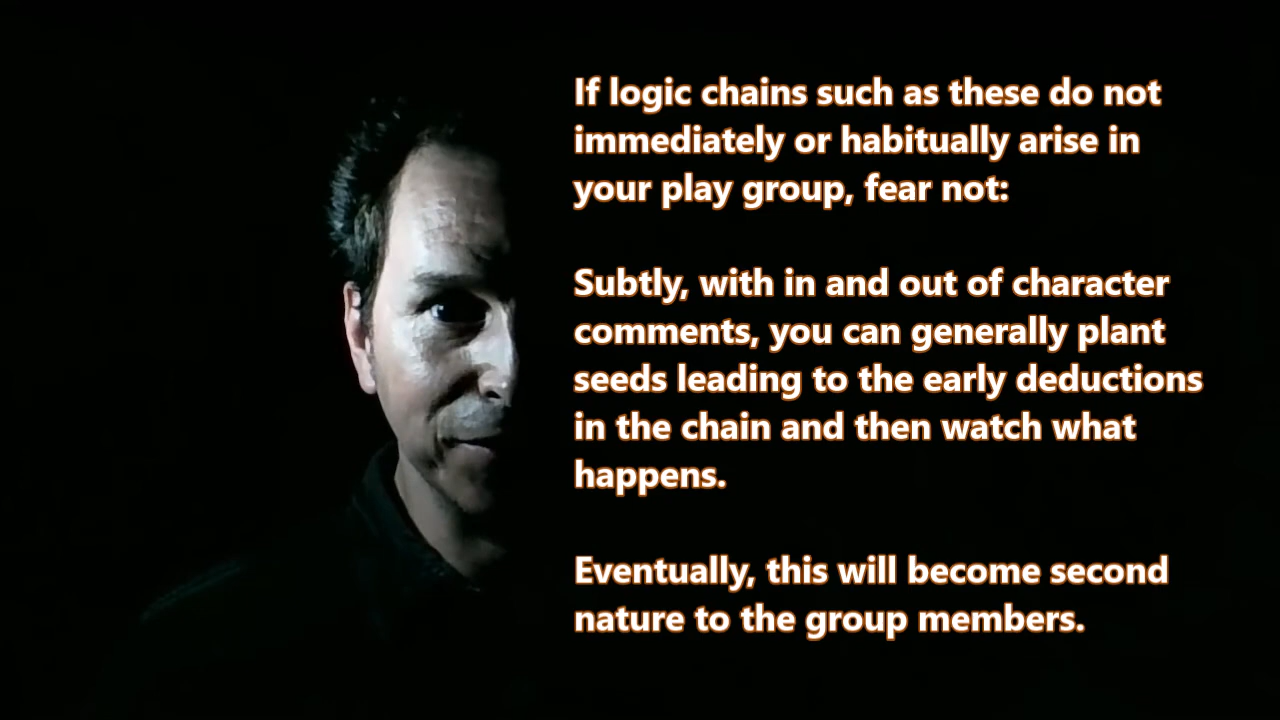 If logic chains such as these do not
immediately or habitually arise in
your play group, fear not:
Subtly, with in and out of character
comments, you can generally plant
seeds leading to the early deductions
in the chain and then watch what
happens.
Eventually, this will become second
nature to the group members.